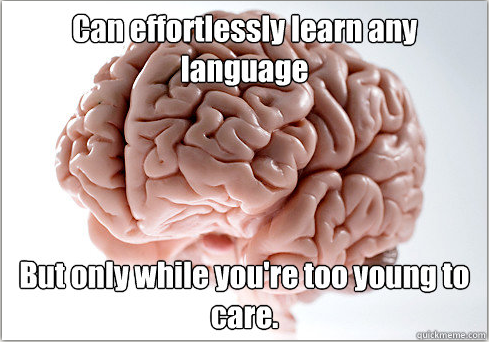 Can effortlessly learn any
language
But only while you're too young to
care.
quickmeme.com